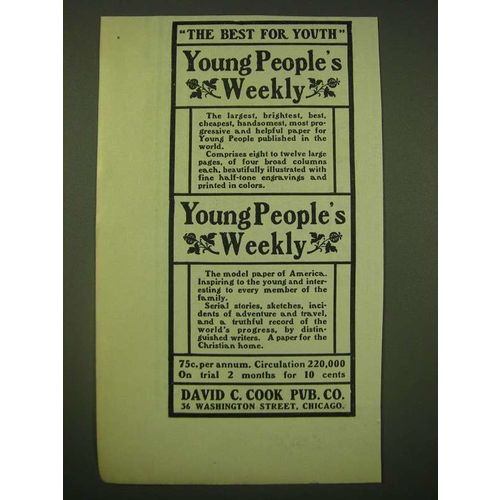 "THE BEST FOR YOUTH"
Young People's
Weekly
The largest, brightest, best,
cheapest, handsomest, most pro-
gressive and helpful paper for
Young People published in the
world.
Comprises eight to twelve large
pages, of four broad columns
each, beautifully illustrated with
fine half-tone engravings and
printed in colors.
Young People's
Weekly
The model paper of America.
Inspiring to the young and inter-
esting to every member of the
family.
Serial stories, sketches, inci-
dents of adventure and travel,
and a truthful record of the
world's progress, by distin-
guished writers. A paper for the
Christian home.
75c. per annum. Circulation 220,000
On trial 2 months for 10 cents
DAVID C. COOK PUB. CO.
36 WASHINGTON STREET, CHICAGO.